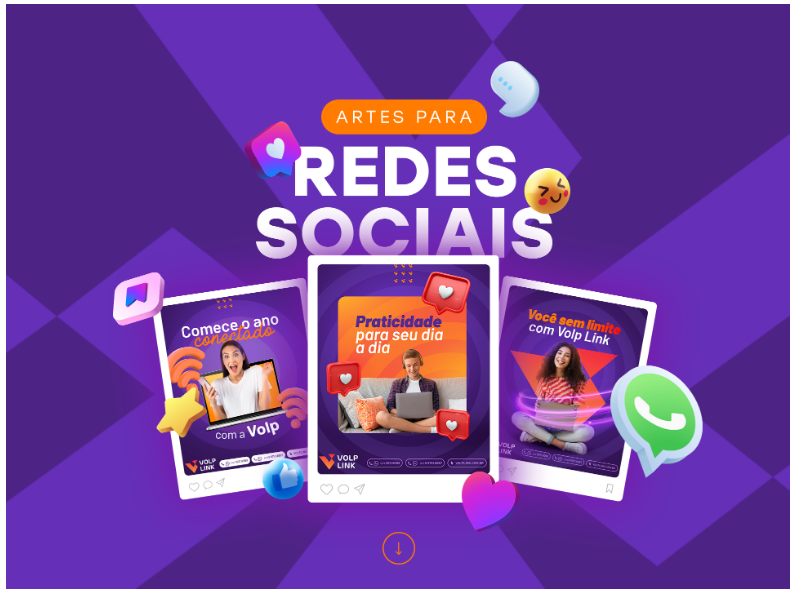 ARTES PARA
REDES
SOCIAIS
Comece o ano
conectado
com a Volp
VOLP
LINK
Praticidade
para seu dia
a dia
VOLP
LINK
Você sem limite
com Volp Link
VOLP
LINK